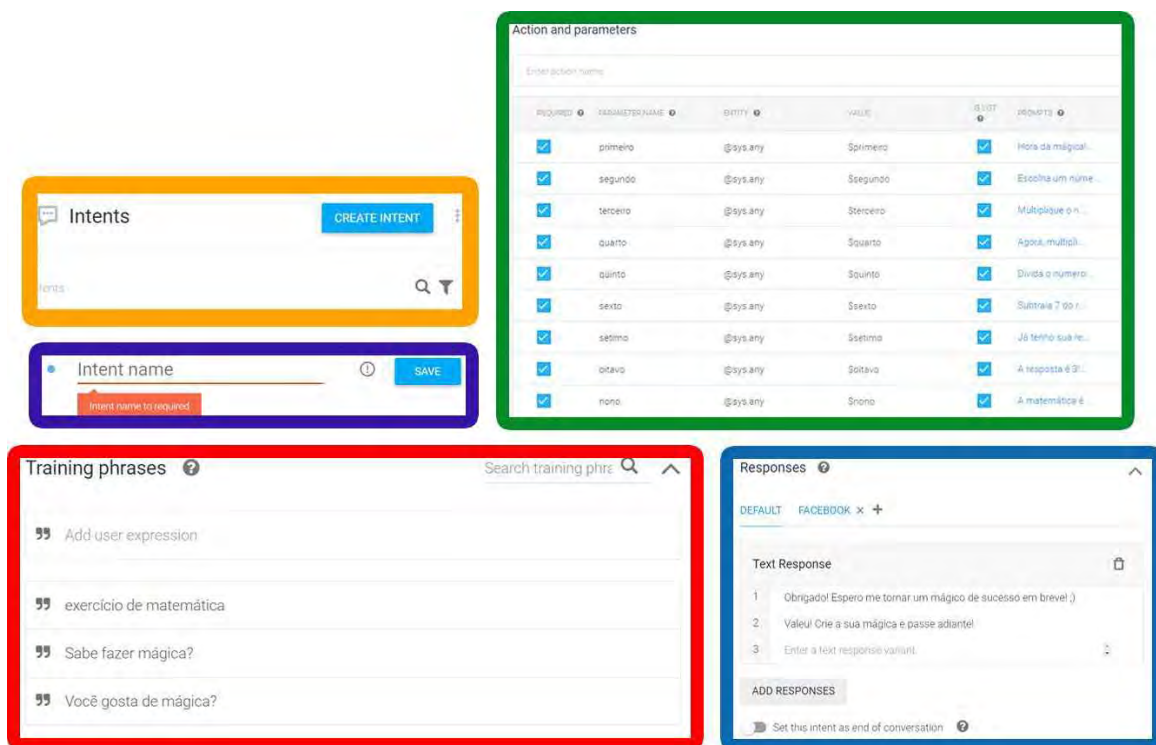 Action and parameters
Enter action name
REQUIRED PARAMETER NAME ENTITY VALUE IS LIST PROMPTS
primeiro @sys.any $primeiro Hora da mágica!...
segundo @sys.any $segundo Escolha um núme...
terceiro @sys.any $terceiro Multiplique o n...
quarto @sys.any $quarto Agora, multipli...
quinto @sys.any $quinto Divida o número...
sexto @sys.any $sexto Subtraia 7 do r...
setimo @sys.any $setimo Já tenho sua re...
oitavo @sys.any $oitavo A resposta é 3!...
nono @sys.any $nono A matemática é...
Intents
CREATE INTENT
Intent name
SAVE
Intent name is required
Training phrases
Search training phra
Add user expression
exercício de matemática
Sabe fazer mágica?
Você gosta de mágica?
Responses
DEFAULT FACEBOOK × +
Text Response
1 Obrigado! Espero me tornar um mágico de sucesso em breve! ;)
2 Valeu! Crie a sua mágica e passe adiante!
3 Enter a text response variant
ADD RESPONSES
Set this intent as end of conversation